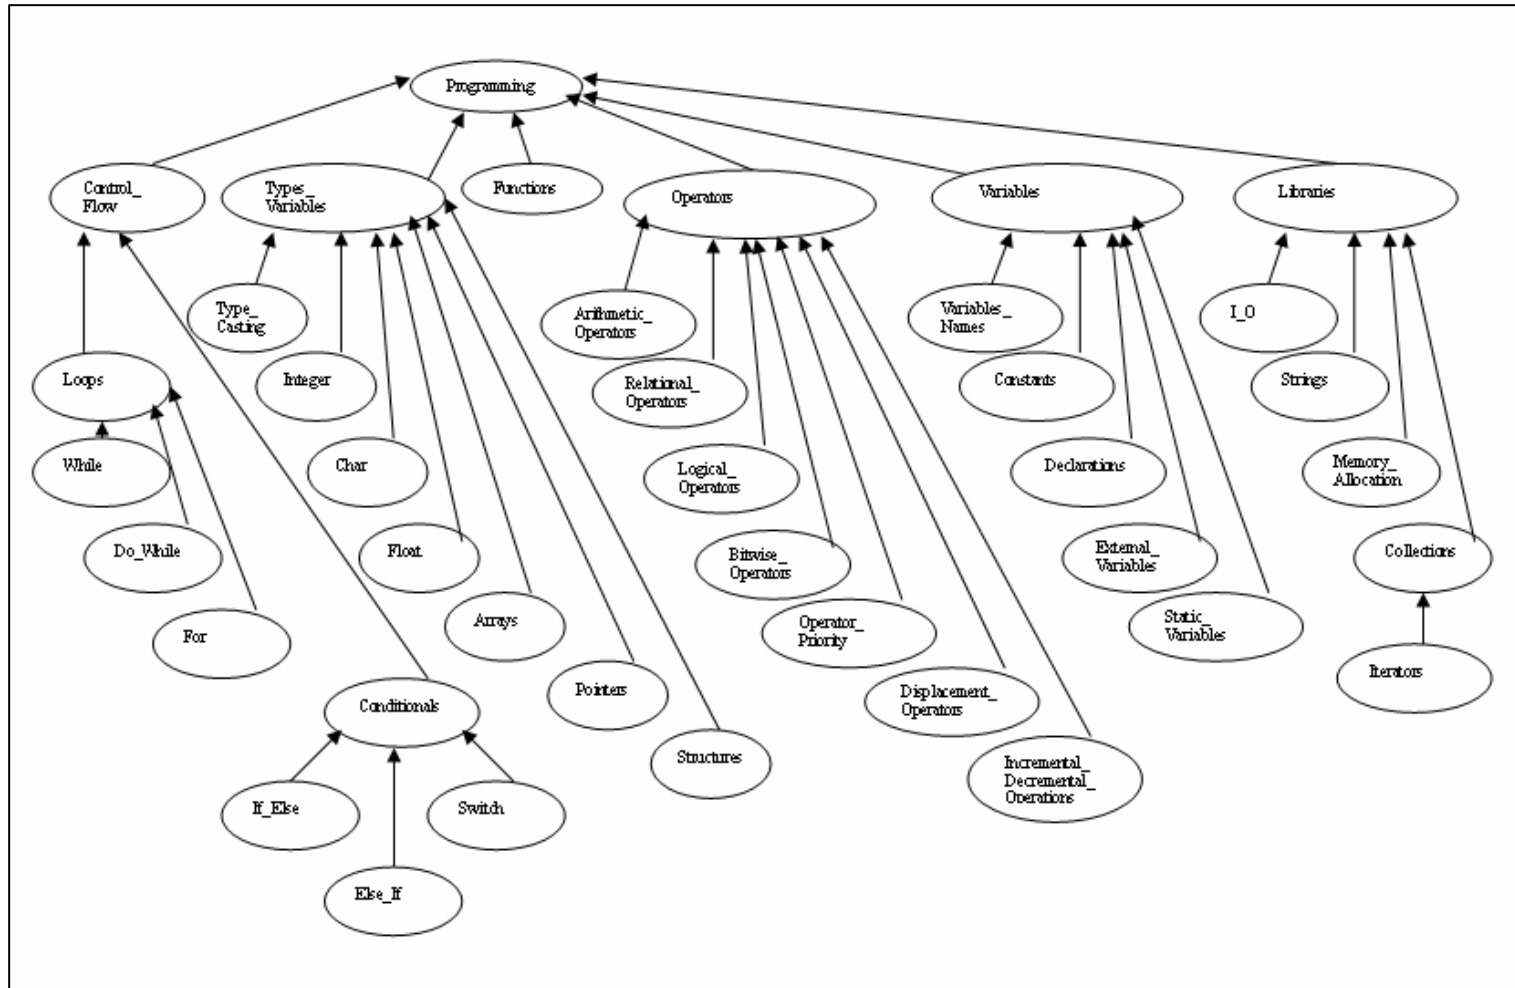 Programming
Control_
Flow
Types_
Variables
Functions
Operators
Variables
Libraries
Type_
Casting
Arithmetic_
Operators
Variables_
Names
I_O
Loops
Integer
Relational_
Operators
Constants
Strings
While
Char
Logical_
Operators
Declarations
Memory_
Allocation
Do_While
Float
Bitwise_
Operators
External_
Variables
Collections
For
Arrays
Operator_
Priority
Static_
Variables
Iterators
Conditionals
Pointers
Displacement_
Operators
Structures
Incremental_
Decremental_
Operations
If_Else
Switch
Else_If